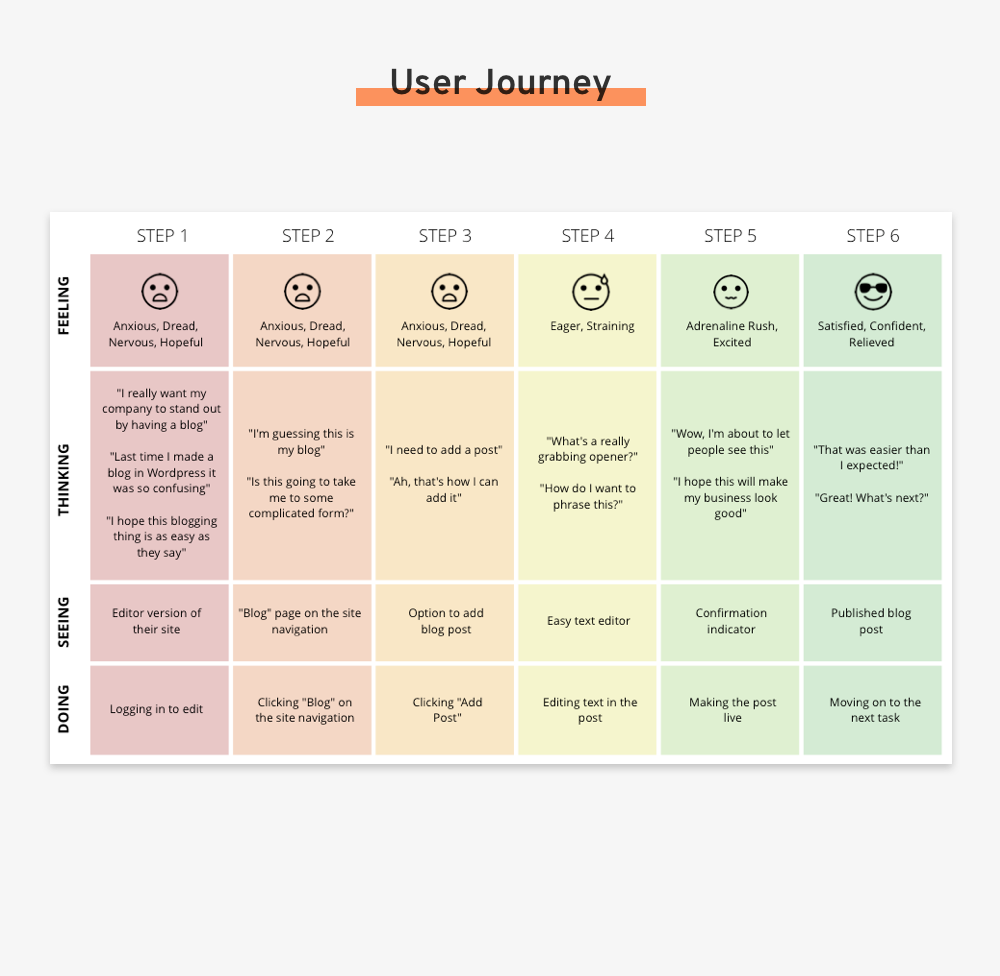 User Journey
STEP 1
STEP 2
STEP 3
STEP 4
STEP 5
STEP 6
FEELING
Anxious, Dread,
Nervous, Hopeful
Anxious, Dread,
Nervous, Hopeful
Anxious, Dread,
Nervous, Hopeful
Eager, Straining
Adrenaline Rush,
Excited
Satisfied, Confident,
Relieved
THINKING
"I really want my
company to stand out
by having a blog"
"Last time I made a
blog in Wordpress it
was so confusing"
"I hope this blogging
thing is as easy as
they say"
"I'm guessing this is
my blog"
"Is this going to take
me to some
complicated form?"
"I need to add a post"
"Ah, that's how I can
add it"
"What's a really
grabbing opener?"
"How do I want to
phrase this?"
"Wow, I'm about to let
people see this"
"I hope this will make
my business look
good"
"That was easier than
I expected!"
"Great! What's next?"
SEEING
Editor version of
their site
"Blog" page on the site
navigation
Option to add
blog post
Easy text editor
Confirmation
indicator
Published blog
post
DOING
Logging in to edit
Clicking "Blog" on
the site navigation
Clicking "Add
Post"
Editing text in the
post
Making the post
live
Moving on to the
next task